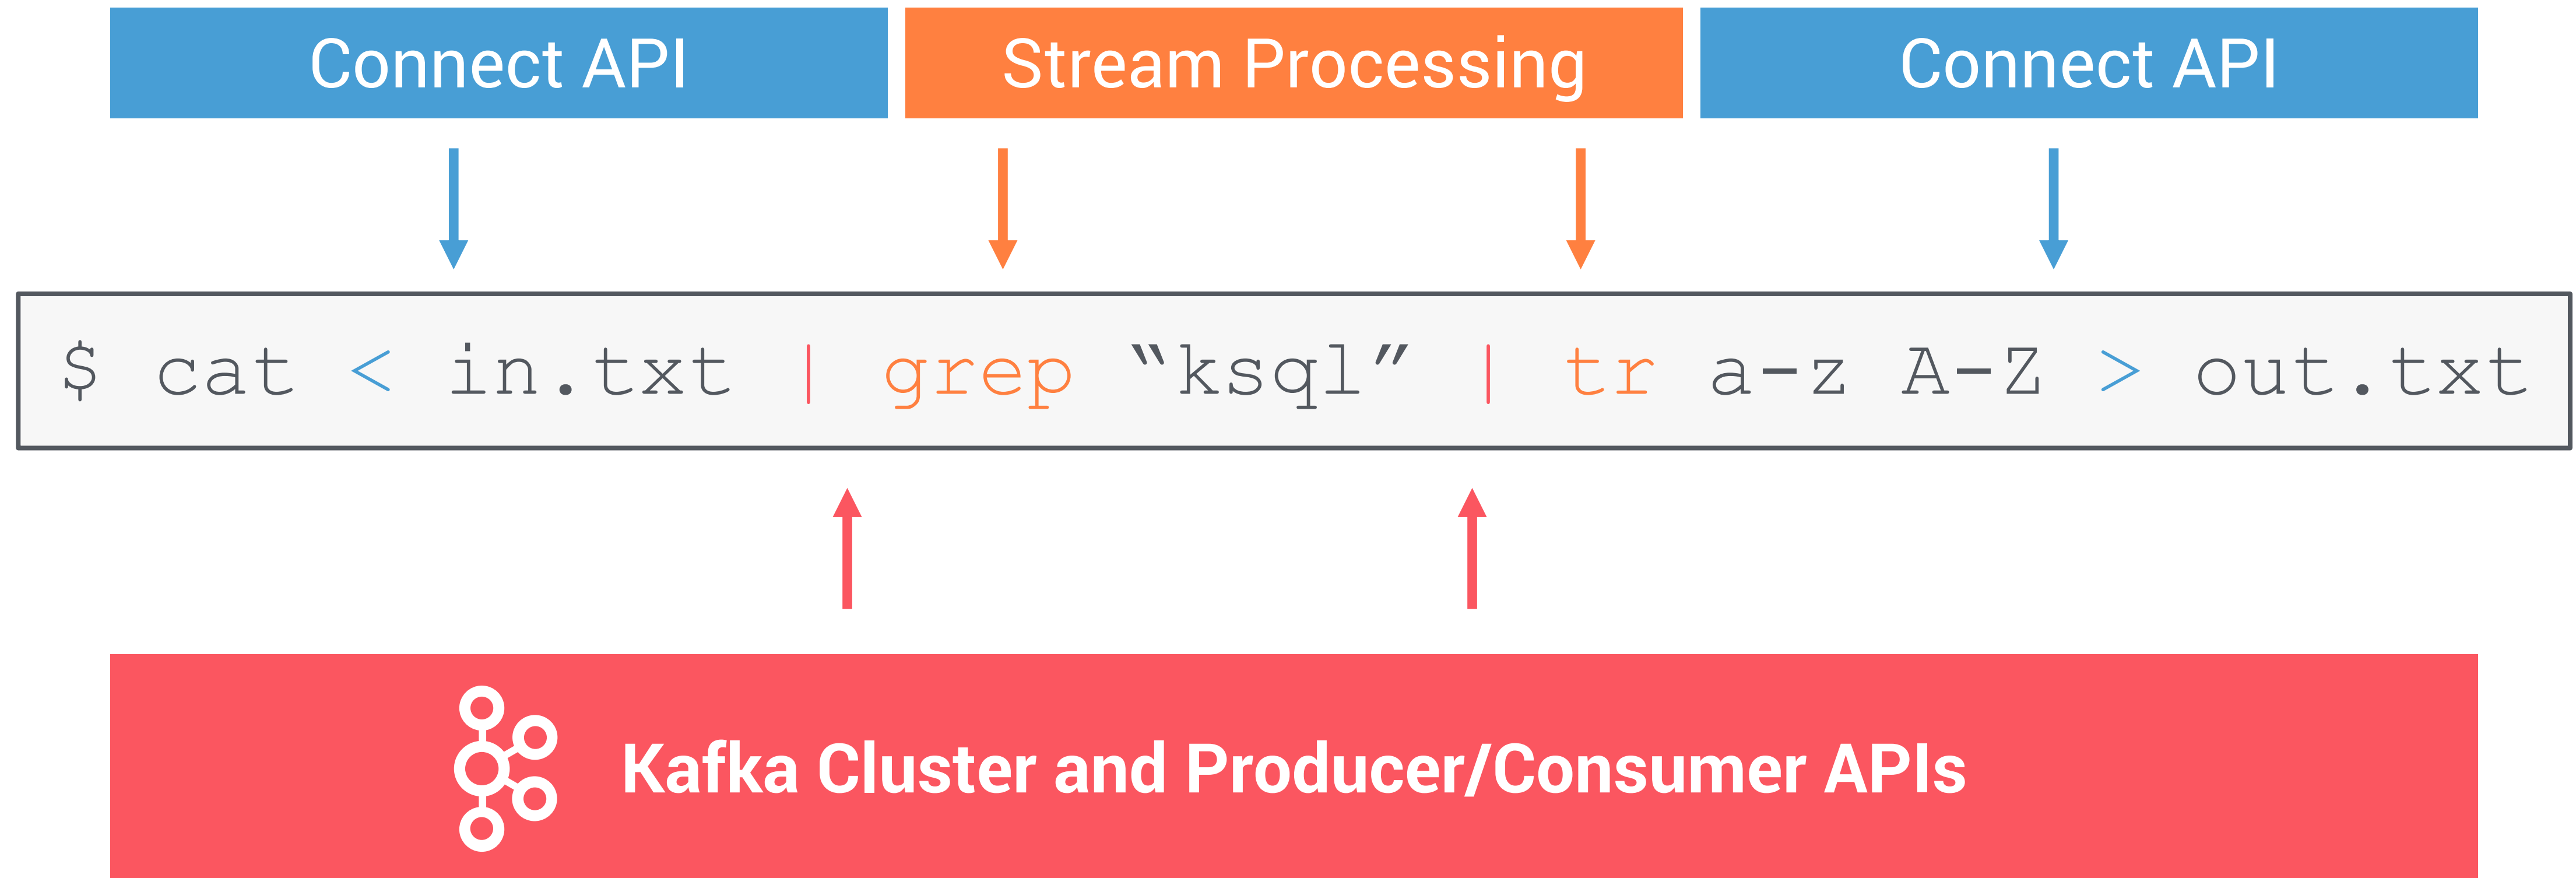 Connect API
Stream Processing
Connect API
$ cat < in.txt | grep “ksql” | tr a-z A-Z > out.txt
Kafka Cluster and Producer/Consumer APIs